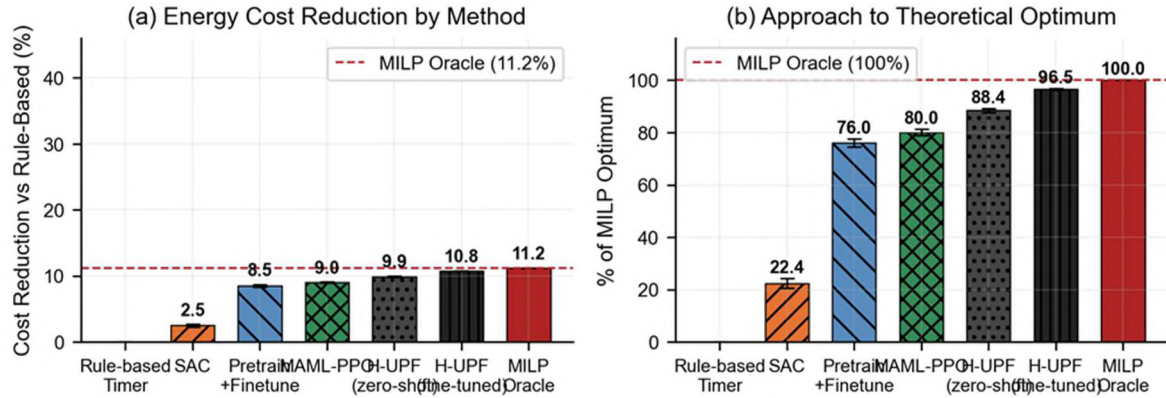 (a) Energy Cost Reduction by Method
Cost Reduction vs Rule-Based (%)
40
30
20
10
0
MILP Oracle (11.2%)
2.5
8.5
9.0
9.9
10.8
11.2
Rule-based
Timer
SAC
Pretrain
+Finetune
MAML-PPO
H-UPF
(zero-shot)
H-UPF
(fine-tuned)
MILP
Oracle
(b) Approach to Theoretical Optimum
% of MILP Optimum
100
80
60
40
20
0
MILP Oracle (100%)
22.4
76.0
80.0
88.4
96.5
100.0
Rule-based
Timer
SAC
Pretrain
+Finetune
MAML-PPO
H-UPF
(zero-shot)
H-UPF
(fine-tuned)
MILP
Oracle